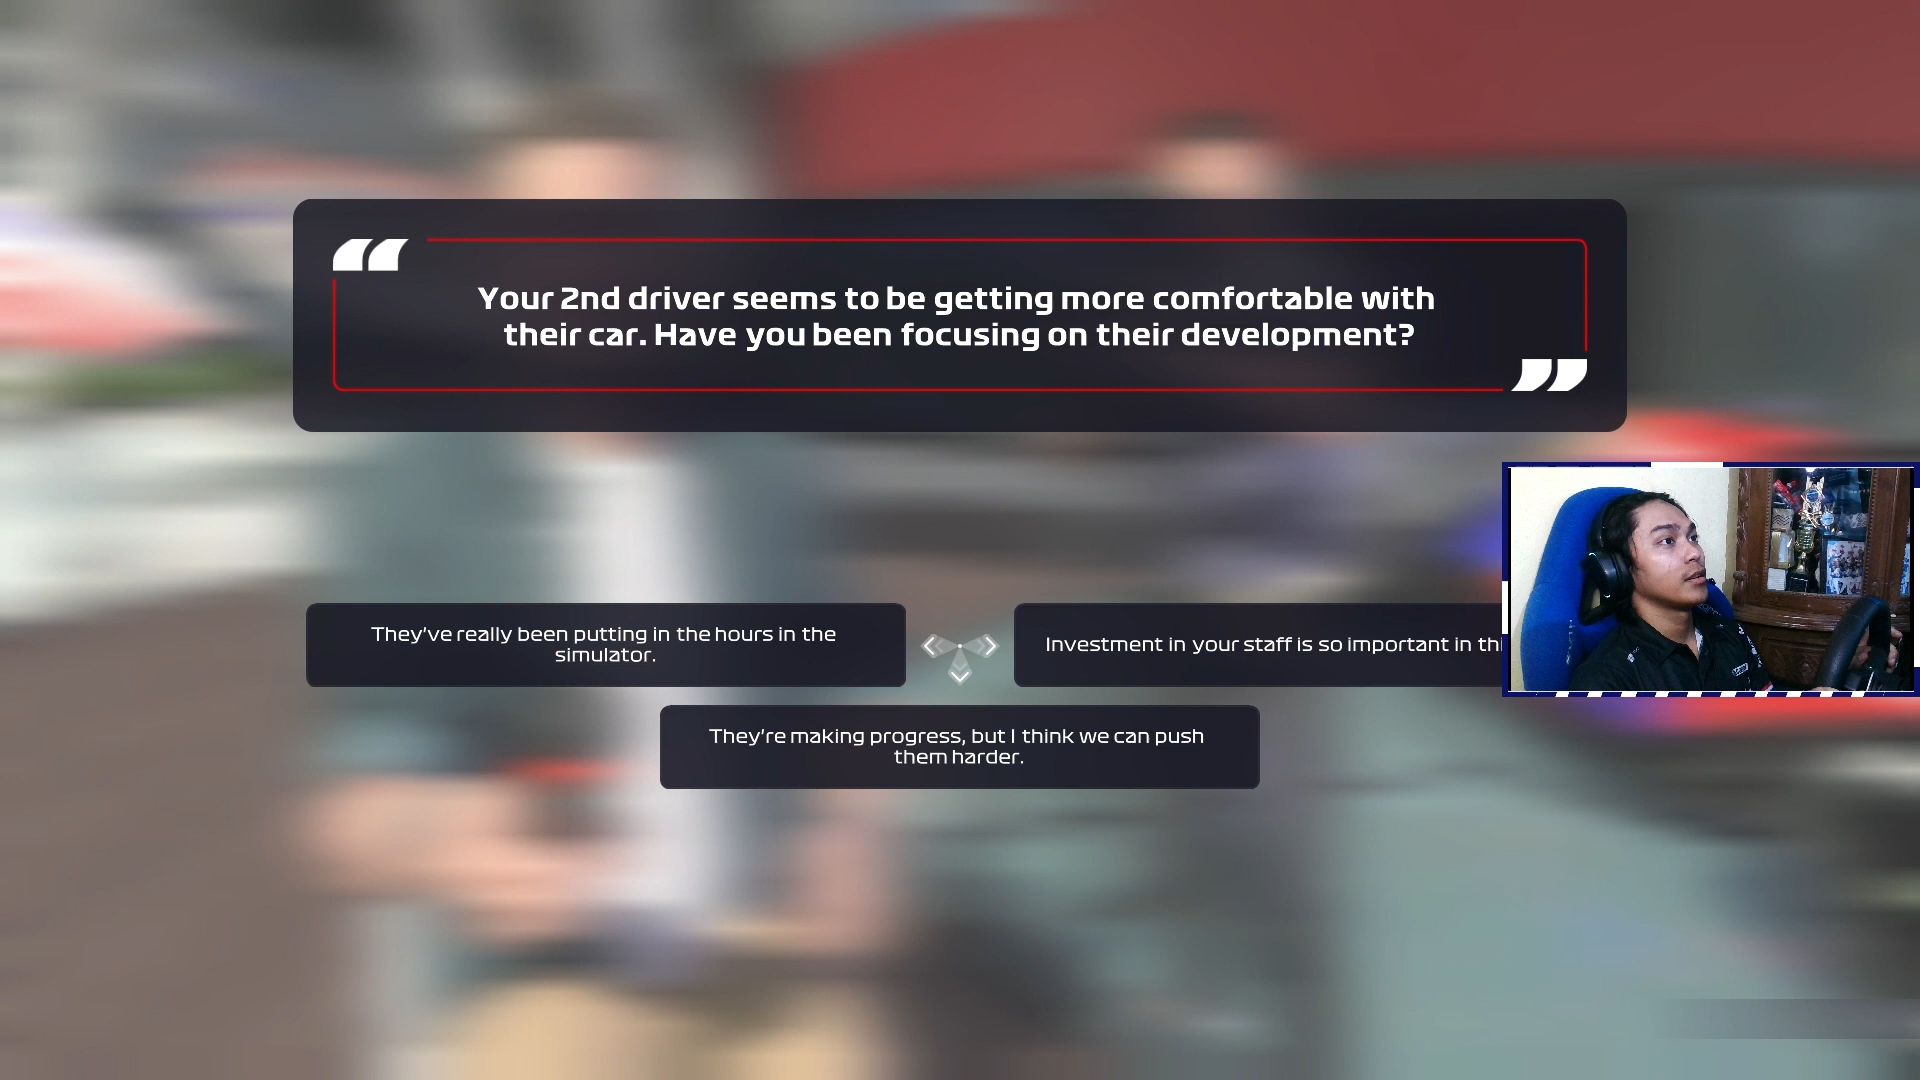 Your 2nd driver seems to be getting more comfortable with
their car. Have you been focusing on their development?
They've really been putting in the hours in the
simulator.
Investment in your staff is so important in
They're making progress, but I think we can push
them harder.